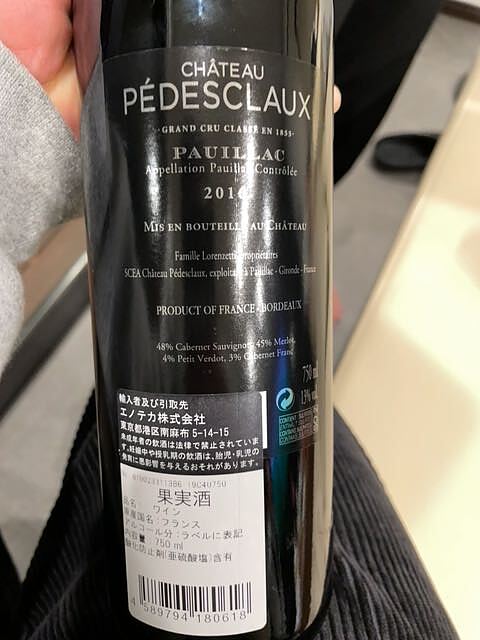 CHÂTEAU
PÉDESCLAUX
GRAND CRU CLASSÉ EN 1855
PAUILLAC
Appellation Pauillac Contrôlée
MIS EN BOUTEILLE AU CHÂTEAU
Famille Lorenzetti propriétaires
SCEA Château Pédesclaux, exploitant à Pauillac - Gironde - France
PRODUCT OF FRANCE - BORDEAUX
48% Cabernet Sauvignon, 45% Merlot,
4% Petit Verdot, 3% Cabernet Franc
750 ml
13% vol.
輸入者及び引取先
エノテカ株式会社
東京都港区南麻布 5-14-15
未成年者の飲酒は法律で禁止されていま
す。妊娠中や授乳期の飲酒は、胎児・乳児の
発育に悪影響を与えるおそれがあります。
果実酒
品名: ワイン
原産国名:フランス
アルコール分:ラベルに表記
内容量 750 ml
酸化防止剤(亜硫酸塩)含有
4 589794 180618